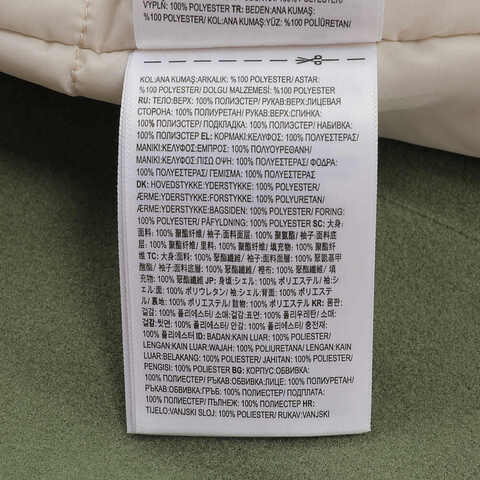 VÝPLŇ: 100% POLYESTER TR: BEDEN:ANA KUMAŞ:
%100 POLYESTER/ KOL:ANA KUMAŞ:YÜZ: %100 POLİÜRETAN/
KOL:ANA KUMAŞ:ARKALIK: %100 POLYESTER/ ASTAR:
%100 POLYESTER/ DOLGU MALZEMESİ: %100 POLYESTER
RU: ТЕЛО:ВЕРХ: 100% ПОЛИЭСТЕР/ РУКАВ:ВЕРХ:ЛИЦЕВАЯ
СТОРОНА: 100% ПОЛИУРЕТАН/ РУКАВ:ВЕРХ:СПИНКА:
100% ПОЛИЭСТЕР/ ПОДКЛАДКА: 100% ПОЛИЭСТЕР/ НАБИВКА:
100% ПОЛИЭСТЕР EL: ΚΟΡΜΟΣ:ΚΕΛΥΦΟΣ: 100% ΠΟΛΥΕΣΤΕΡΑΣ/
ΜΑΝΙΚΙ:ΚΕΛΥΦΟΣ:ΕΜΠΡΟΣ: 100% ΠΟΛΥΟΥΡΕΘΑΝΗ/
ΜΑΝΙΚΙ:ΚΕΛΥΦΟΣ:ΠΙΣΩ ΟΨΗ: 100% ΠΟΛΥΕΣΤΕΡΑΣ/ ΦΟΔΡΑ:
100% ΠΟΛΥΕΣΤΕΡΑΣ/ ΓΕΜΙΣΜΑ: 100% ΠΟΛΥΕΣΤΕΡΑΣ
DK: HOVEDSTYKKE:YDERSTYKKE: 100% POLYESTER/
ÆRME:YDERSTYKKE:FORSTYKKE: 100% POLYURETAN/
ÆRME:YDERSTYKKE:BAGSIDEN: 100% POLYESTER/ FORING:
100% POLYESTER/ POLSTRING: 100% POLYESTER SC: 大身:
面料: 100% 聚酯纤维/ 袖子:面料面层: 100% 聚氨酯/ 袖子:面料底
层: 100% 聚酯纤维/ 里料: 100% 聚酯纤维/ 填充物: 100% 聚酯纤
维 TC: 大身:面料: 100% 聚酯纖維/ 袖子:面料面層: 100% 聚氨基甲
酸酯/ 袖子:面料底層: 100% 聚酯纖維/ 裡布: 100% 聚酯纖維/ 填
充物: 100% 聚酯纖維 JP: 身頃:シェル: 100% ポリエステル/ 袖:シ
ェル:面: 100% ポリウレタン/ 袖:シェル:背面: 100% ポリエステ
ル/ 裏地: 100% ポリエステル/ 詰物: 100% ポリエステル KR: 몸판:
겉감: 100% 폴리에스터/ 소매:겉감:표면: 100% 폴리우레탄/ 소매:
겉감:뒷면: 100% 폴리에스터/ 안감: 100% 폴리에스터/ 충전재:
100% 폴리에스터 ID: BADAN:KAIN LUAR: 100% POLIESTER/
LENGAN:KAIN LUAR:WAJAH: 100% POLIURETANA/ LENGAN:KAIN
LUAR:BELAKANG: 100% POLIESTER/ JAHITAN: 100% POLIESTER/
PENGISI: 100% POLIESTER BG: КОРПУС:ОБВИВКА:
100% ПОЛИЕСТЕР/ РЪКАВ:ОБВИВКА:ЛИЦЕ: 100% ПОЛИУРЕТАН/
РЪКАВ:ОБВИВКА:ГРЪБ: 100% ПОЛИЕСТЕР/ ПОДПЛАТА:
100% ПОЛИЕСТЕР/ ПЪЛНЕЖ: 100% ПОЛИЕСТЕР HR:
TIJELO:VANJSKI SLOJ: 100% POLIESTER/ RUKAV:VANJSKI